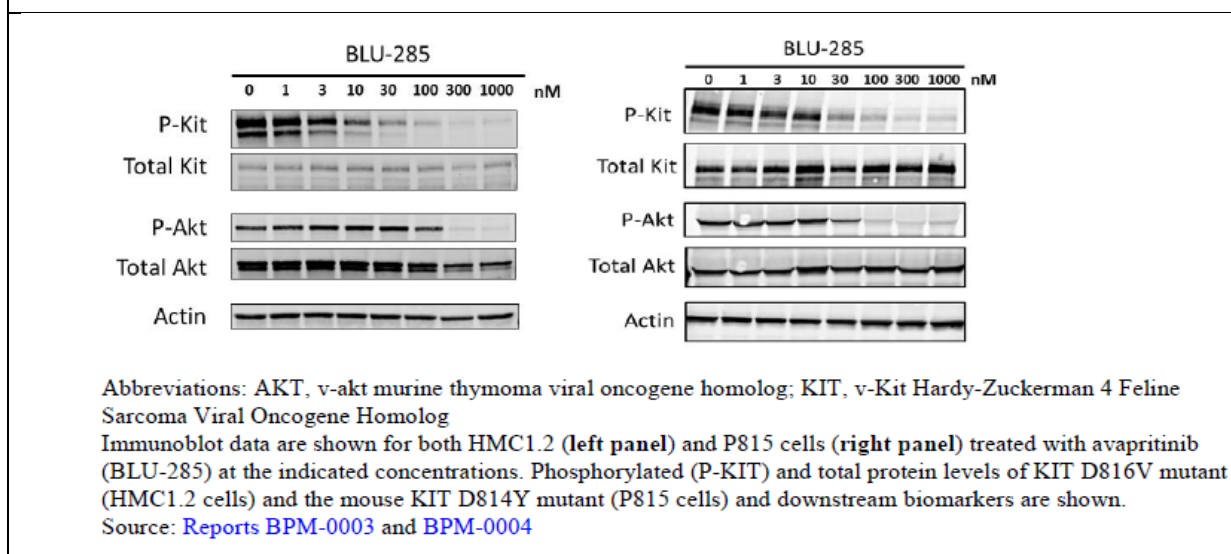 BLU-285
0 1 3 10 30 100 300 1000 nM
P-Kit
Total Kit
P-Akt
Total Akt
Actin
BLU-285
0 1 3 10 30 100 300 1000 nM
P-Kit
Total Kit
P-Akt
Total Akt
Actin
Abbreviations: AKT, v-akt murine thymoma viral oncogene homolog; KIT, v-Kit Hardy-Zuckerman 4 Feline
Sarcoma Viral Oncogene Homolog
Immunoblot data are shown for both HMC1.2 (left panel) and P815 cells (right panel) treated with avapritinib
(BLU-285) at the indicated concentrations. Phosphorylated (P-KIT) and total protein levels of KIT D816V mutant
(HMC1.2 cells) and the mouse KIT D814Y mutant (P815 cells) and downstream biomarkers are shown.
Source: Reports BPM-0003 and BPM-0004